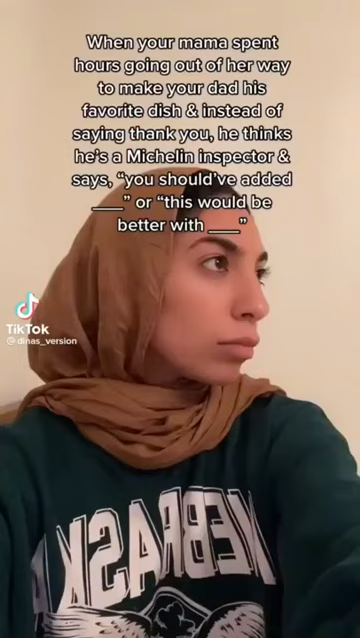 When your mama spent
hours going out of her way
to make your dad his
favorite dish & instead of
saying thank you, he thinks
he's a Michelin inspector &
says, “you should've added
____” or “this would be
better with ____”
TikTok
@dinas_version
NEBRASKA